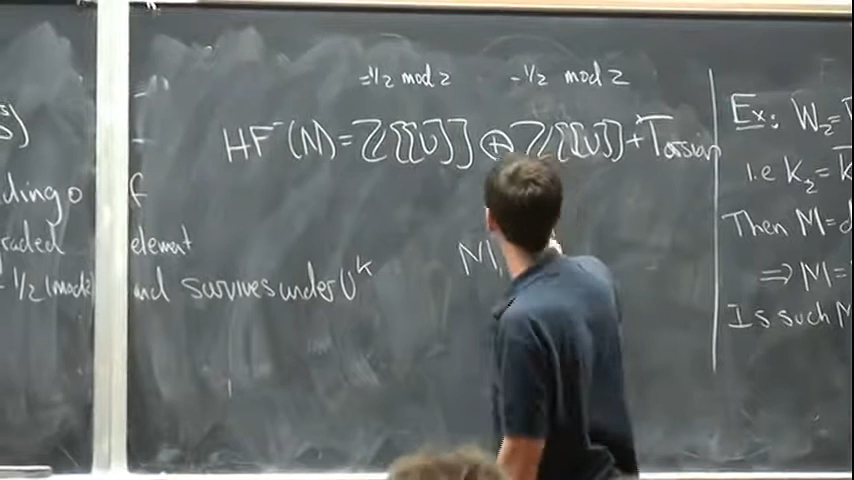 ding o
raded
-1/2 (mod 2
=1/2 mod 2   -1/2 mod 2
HF⁻(M) = Z[[U]] ⊕ Z[[U]] + Torsion
f
element
and survives under U^k
M
Ex: W₂=
i.e K₂ = K
Then M = d
⇒ M =
Is such M